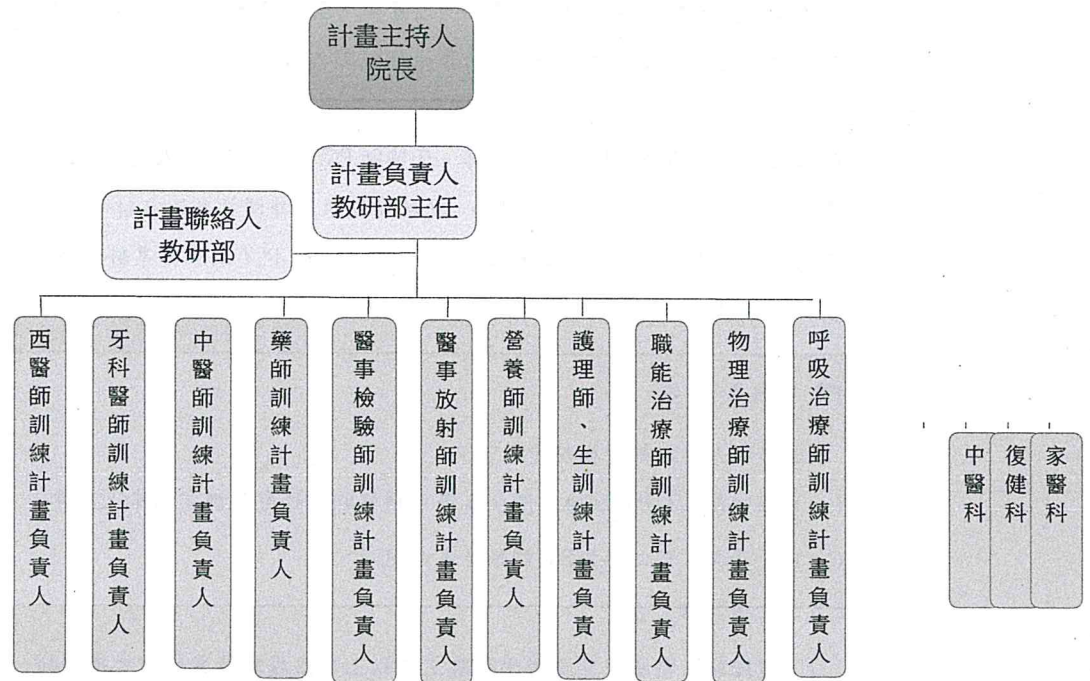 計畫主持人
院長
計畫負責人
教研部主任
計畫聯絡人
教研部
西醫師訓練計畫負責人
牙科醫師訓練計畫負責人
中醫師訓練計畫負責人
藥師訓練計畫負責人
醫事檢驗師訓練計畫負責人
醫事放射師訓練計畫負責人
營養師訓練計畫負責人
護理師、生訓練計畫負責人
職能治療師訓練計畫負責人
物理治療師訓練計畫負責人
呼吸治療師訓練計畫負責人
中醫科
復健科
家醫科